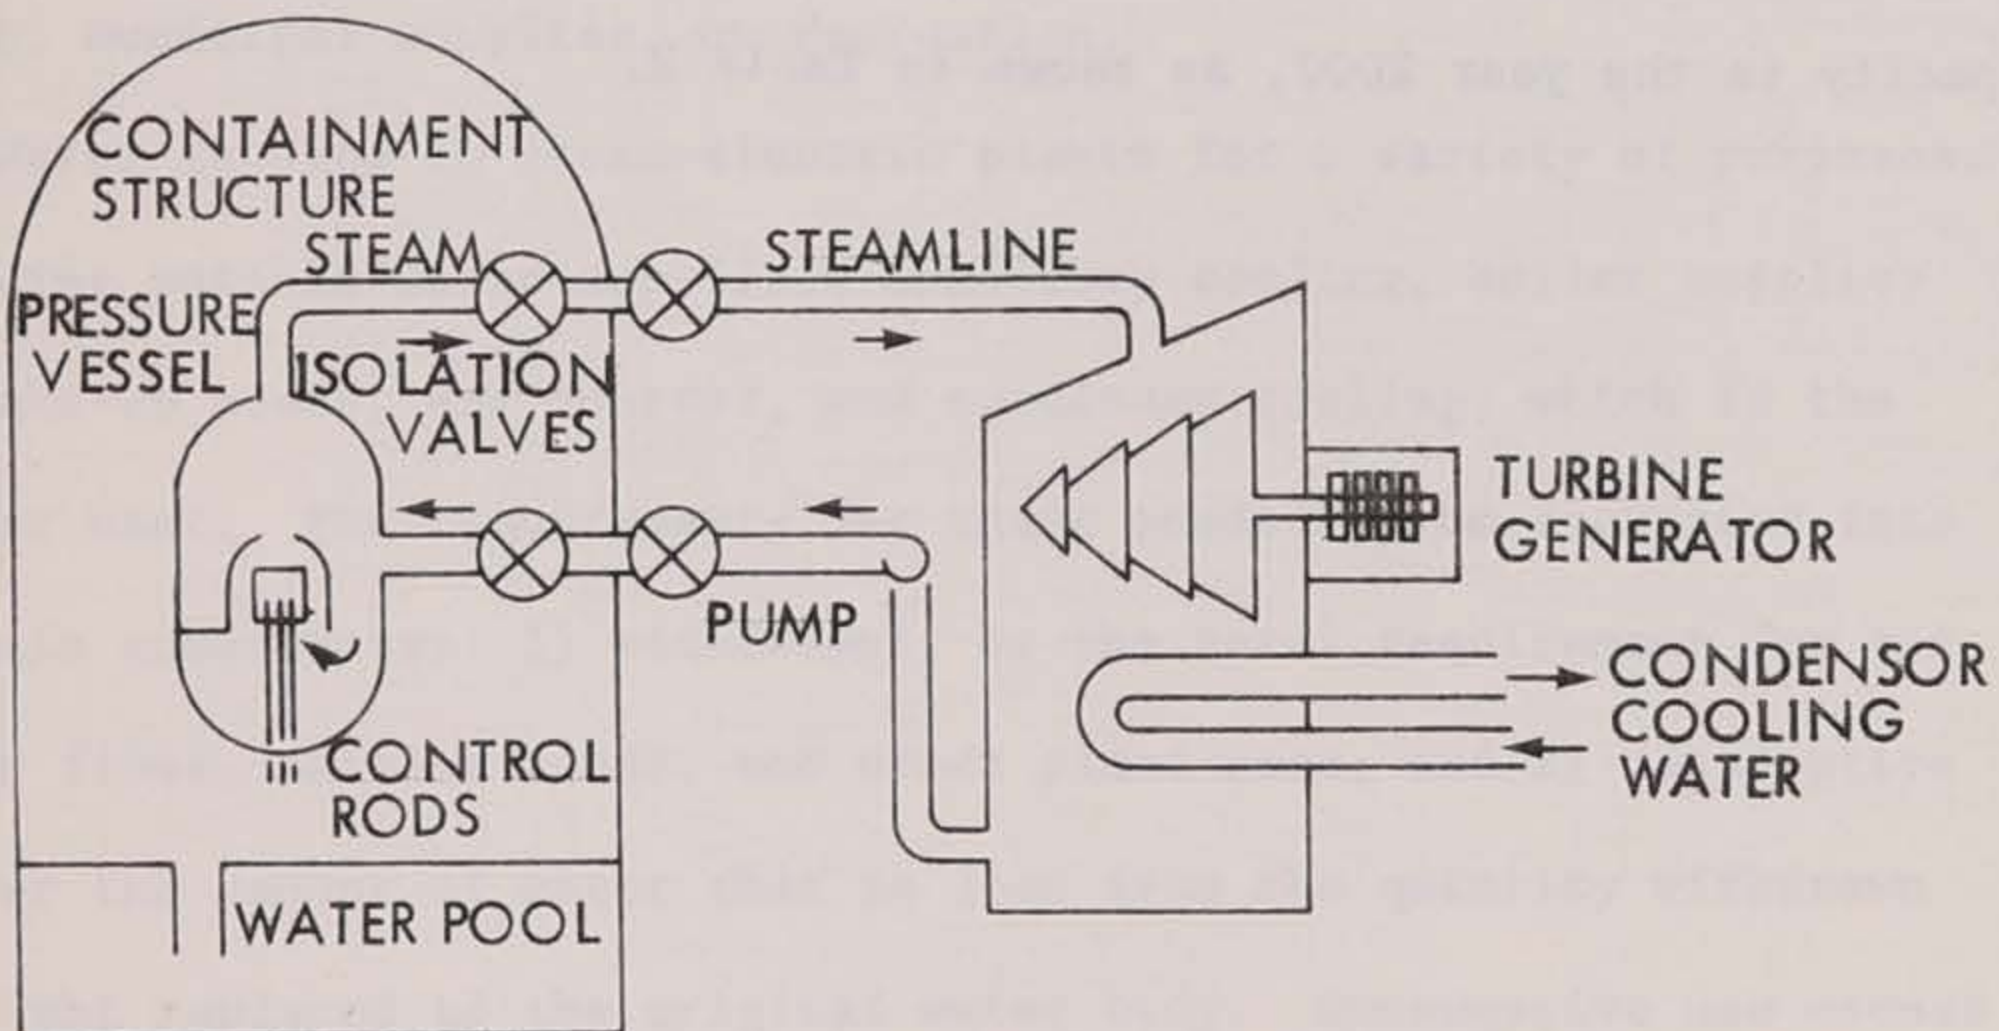 CONTAINMENT
STRUCTURE
STEAM
STEAMLINE
PRESSURE
VESSEL
ISOLATION
VALVES
TURBINE
GENERATOR
PUMP
CONDENSOR
COOLING
WATER
CONTROL
RODS
WATER POOL